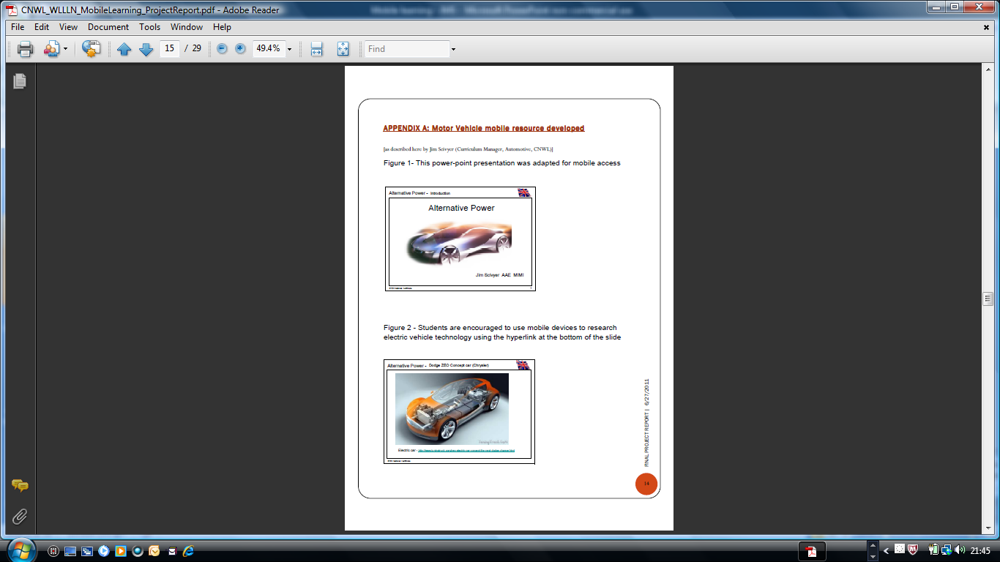 CNWL_WLLLN_MobileLearning_ProjectReport.pdf - Adobe Reader
File Edit View Document Tools Window Help
15 / 29 49.4% Find
APPENDIX A: Motor Vehicle mobile resource developed
[as described here by Jim Scivyer (Curriculum Manager, Automotive, CNWL)]
Figure 1- This power-point presentation was adapted for mobile access
Alternative Power - Introduction
Alternative Power
Jim Scivyer AAE MIMI
1
Figure 2 - Students are encouraged to use mobile devices to research
electric vehicle technology using the hyperlink at the bottom of the slide
Alternative Power - Dodge ZEO Concept car (Chrysler)
Electric car -
FINAL PROJECT REPORT | 6/27/2011
14
21:45